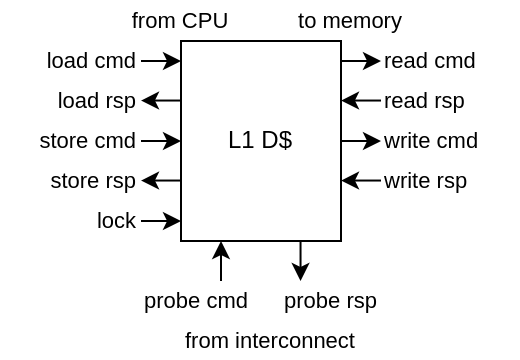 from CPU
to memory
load cmd
read cmd
load rsp
read rsp
store cmd
L1 D$
write cmd
store rsp
write rsp
lock
probe cmd
probe rsp
from interconnect